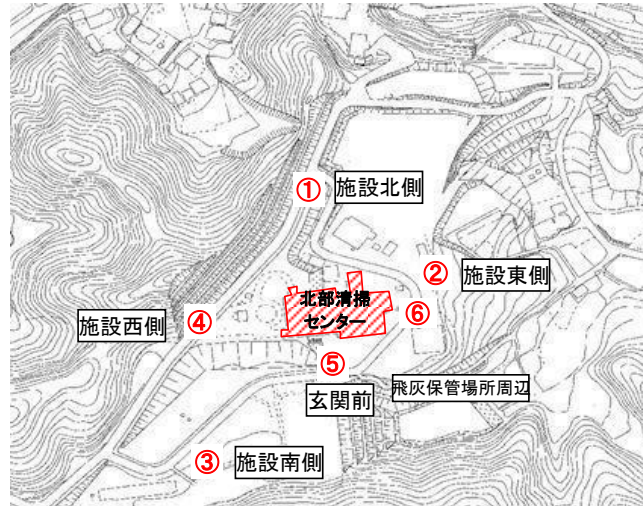 ① 施設北側
② 施設東側
北部清掃
センター
⑥
施設西側 ④
⑤
玄関前
飛灰保管場所周辺
③ 施設南側